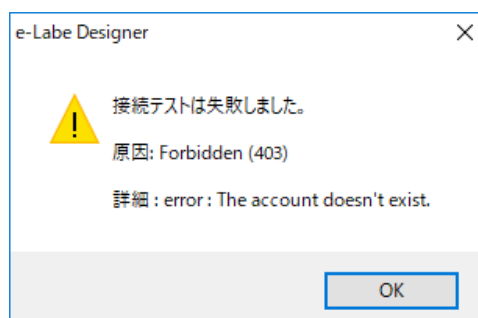 e-Labe Designer
接続テストは失敗しました。
原因: Forbidden (403)
詳細 : error : The account doesn't exist.
OK